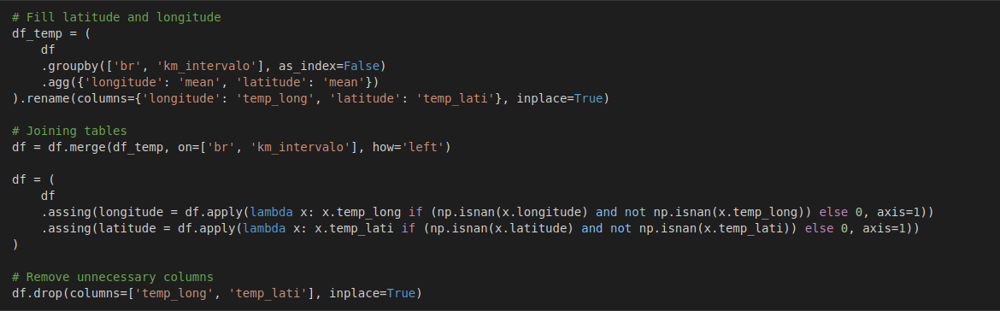 # Fill latitude and longitude
df_temp = (
    df
    .groupby(['br', 'km_intervalo'], as_index=False)
    .agg({'longitude': 'mean', 'latitude': 'mean'})
).rename(columns={'longitude': 'temp_long', 'latitude': 'temp_lati'}, inplace=True)

# Joining tables
df = df.merge(df_temp, on=['br', 'km_intervalo'], how='left')

df = (
    df
    .assing(longitude = df.apply(lambda x: x.temp_long if (np.isnan(x.longitude) and not np.isnan(x.temp_long)) else 0, axis=1))
    .assing(latitude = df.apply(lambda x: x.temp_lati if (np.isnan(x.latitude) and not np.isnan(x.temp_lati)) else 0, axis=1))
)

# Remove unnecessary columns
df.drop(columns=['temp_long', 'temp_lati'], inplace=True)